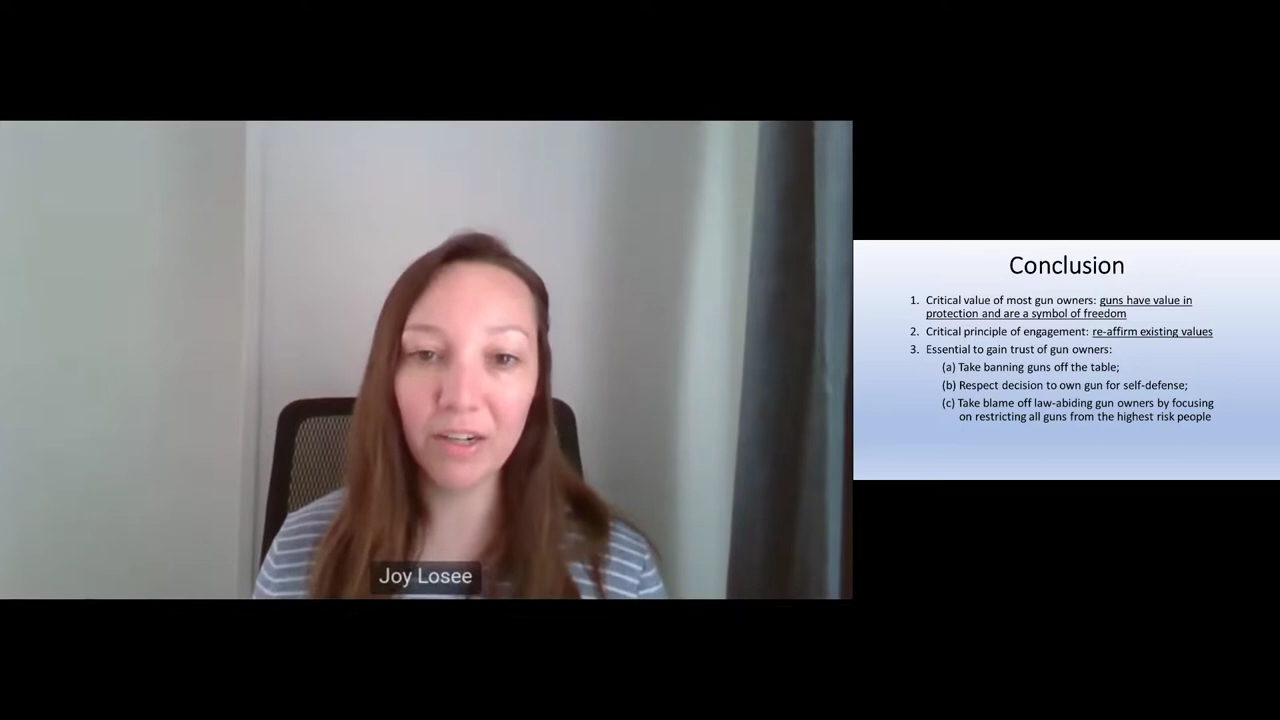 Joy Losee
Conclusion
1. Critical value of most gun owners: guns have value in
protection and are a symbol of freedom
2. Critical principle of engagement: re-affirm existing values
3. Essential to gain trust of gun owners:
(a) Take banning guns off the table;
(b) Respect decision to own gun for self-defense;
(c) Take blame off law-abiding gun owners by focusing
on restricting all guns from the highest risk people